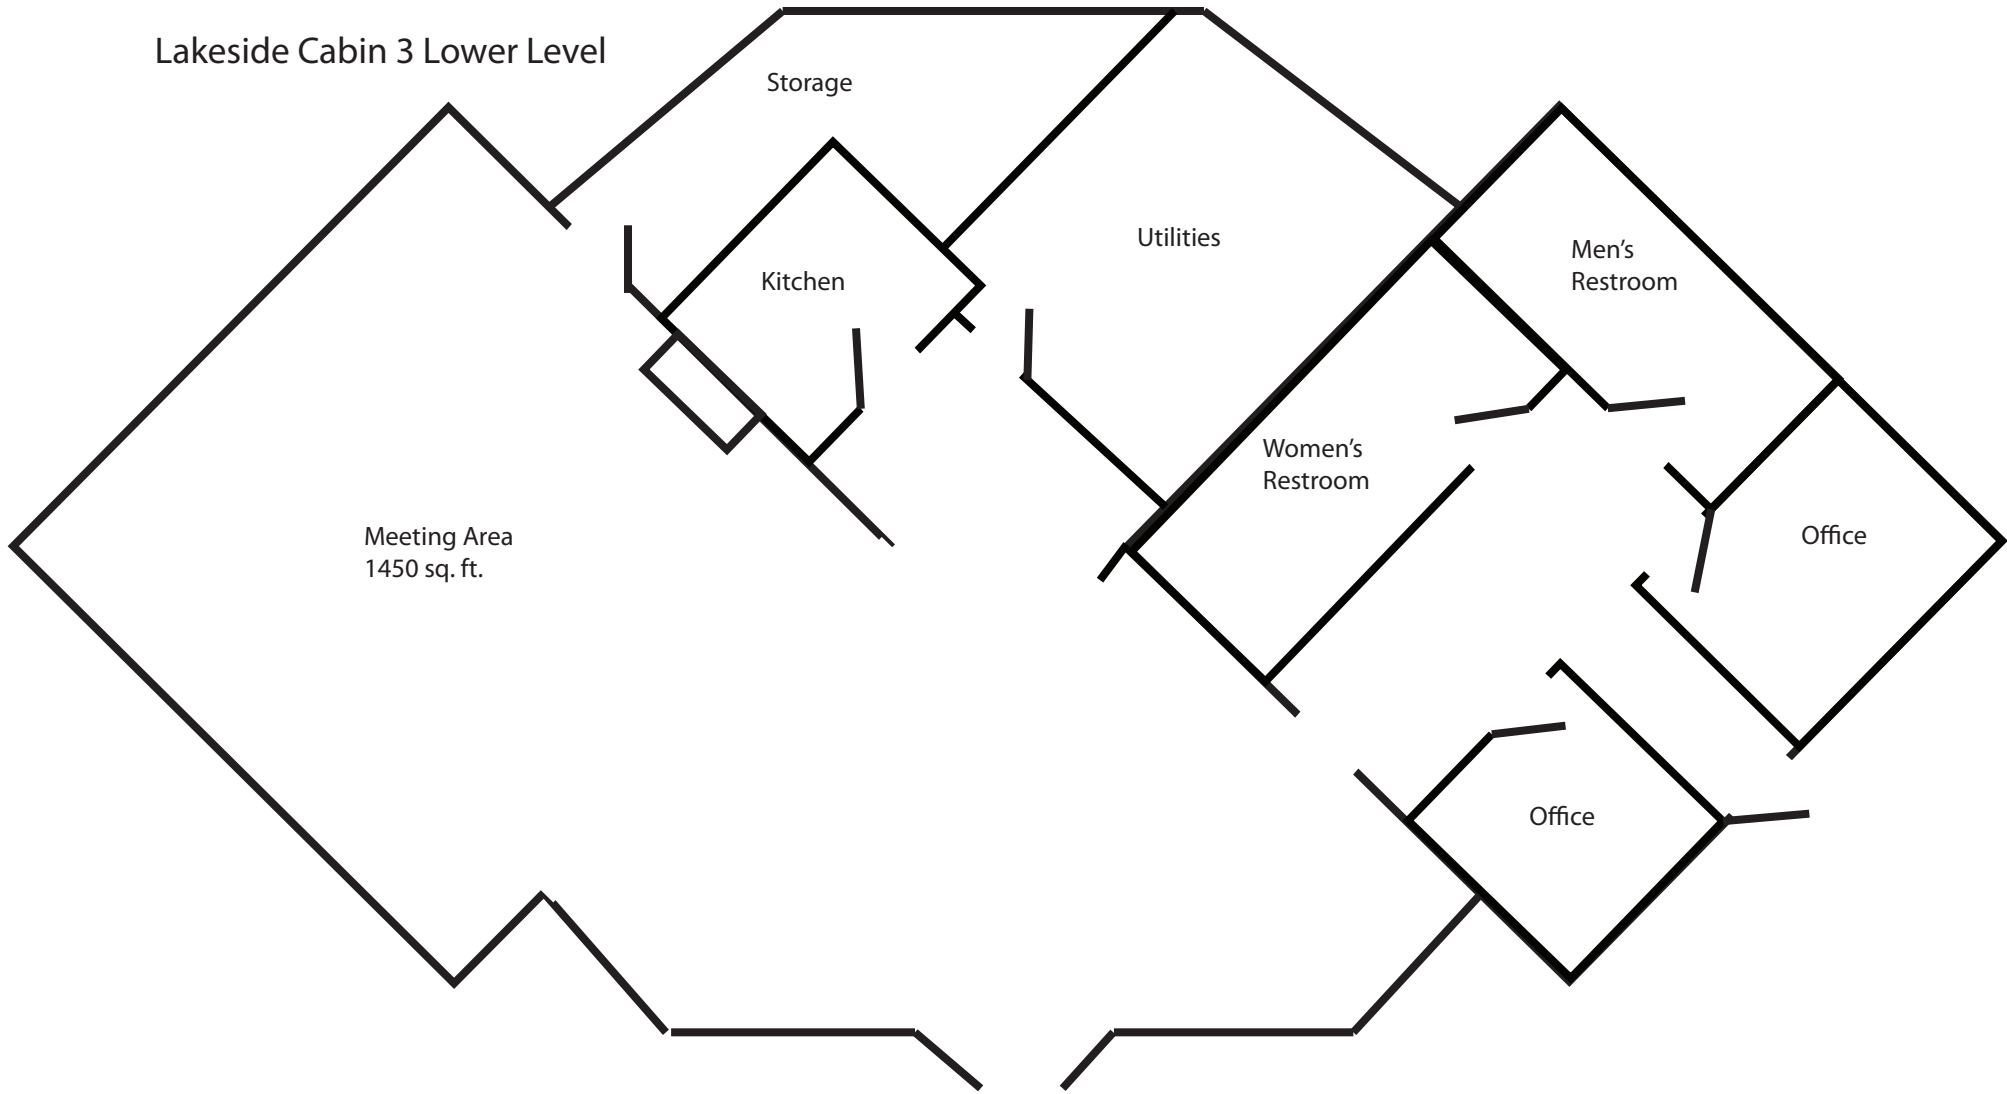 Lakeside Cabin 3 Lower Level
Storage
Utilities
Men’s
Restroom
Kitchen
Women’s
Restroom
Meeting Area
1450 sq. ft.
Office
Office